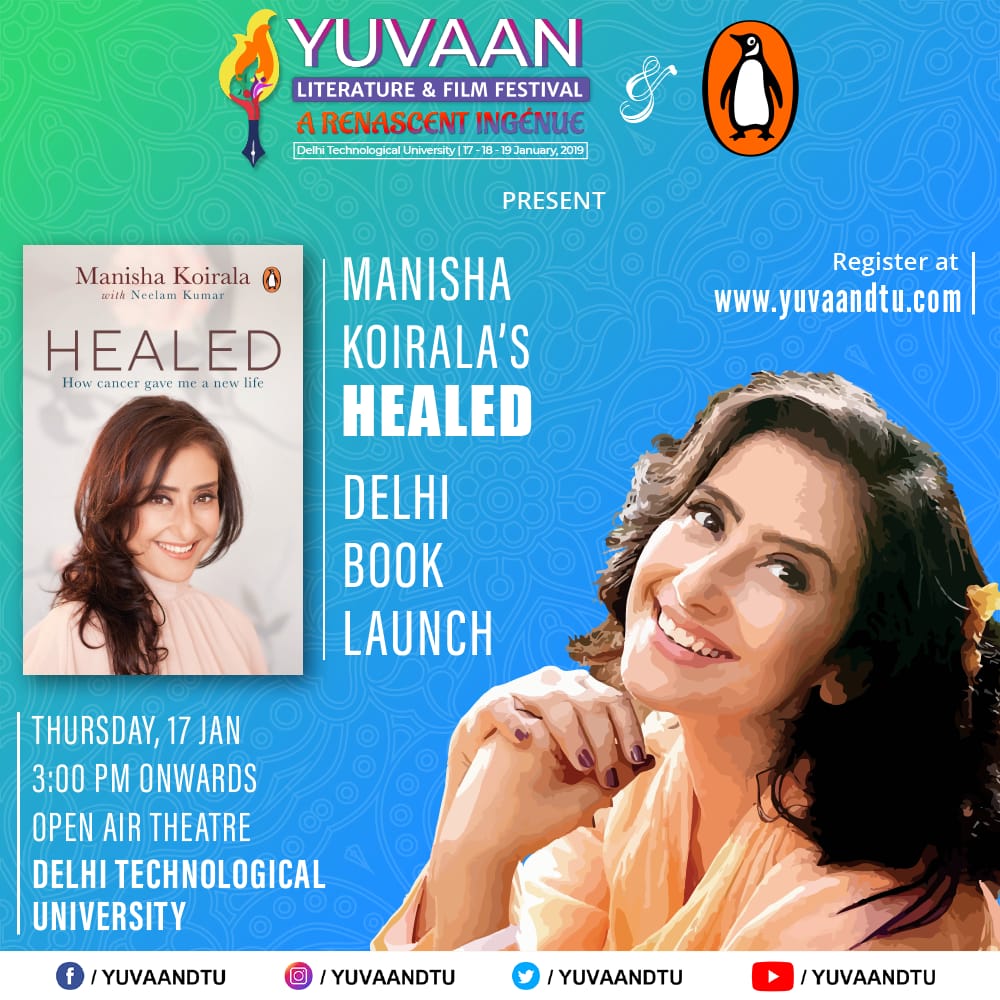 YUVAAN
LITERATURE & FILM FESTIVAL
A RENASCENT INGÉNUE
Delhi Technological University | 17 - 18 - 19 January, 2019
&
PRESENT
Manisha Koirala
with Neelam Kumar
HEALED
How cancer gave me a new life
MANISHA
KOIRALA'S
HEALED
DELHI
BOOK
LAUNCH
Register at
www.yuvaandtu.com
THURSDAY, 17 JAN
3:00 PM ONWARDS
OPEN AIR THEATRE
DELHI TECHNOLOGICAL
UNIVERSITY
/ YUVAANDTU
/ YUVAANDTU
/ YUVAANDTU
/ YUVAANDTU